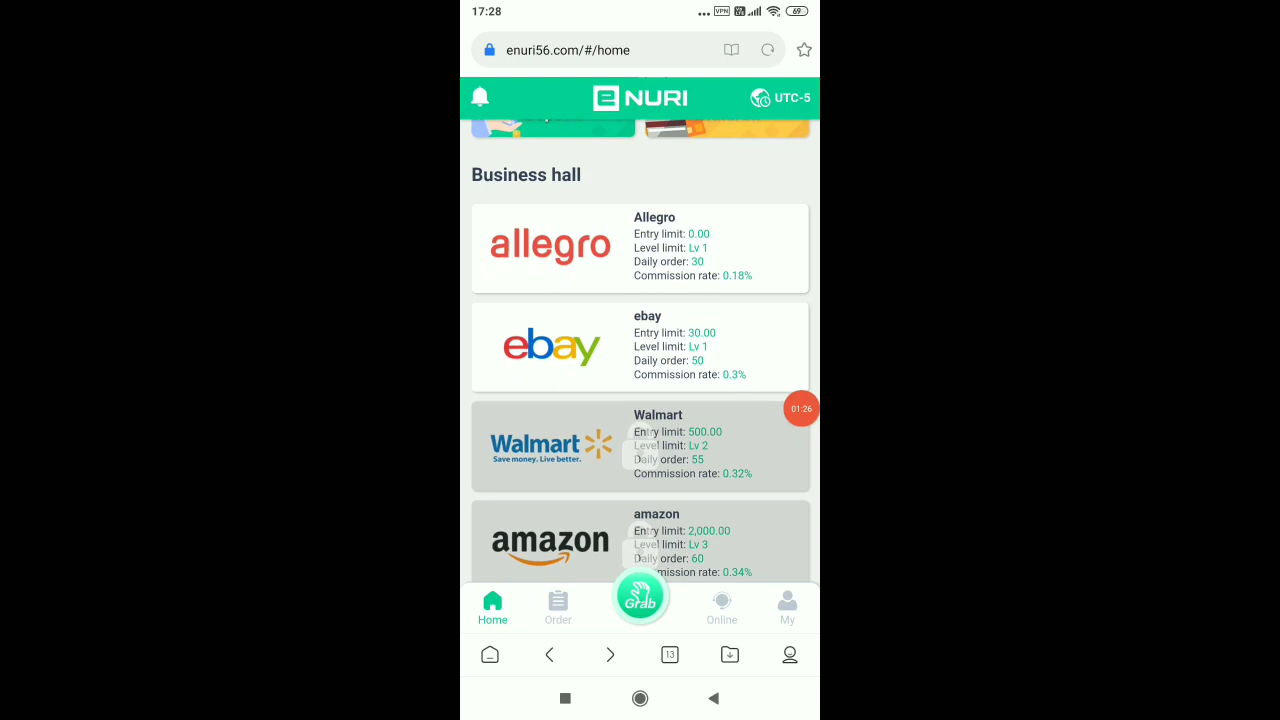 17:28
VPN
69
enuri56.com/#/home
E NURI
UTC-5
Business hall
allegro
Allegro
Entry limit: 0.00
Level limit: Lv 1
Daily order: 30
Commission rate: 0.18%
ebay
ebay
Entry limit: 30.00
Level limit: Lv 1
Daily order: 50
Commission rate: 0.3%
01:26
Walmart
Save money. Live better.
Walmart
Entry limit: 500.00
Level limit: Lv 2
Daily order: 55
Commission rate: 0.32%
amazon
amazon
Entry limit: 2,000.00
Level limit: Lv 3
Daily order: 60
Commission rate: 0.34%
Grab
Home
Order
Online
My
13